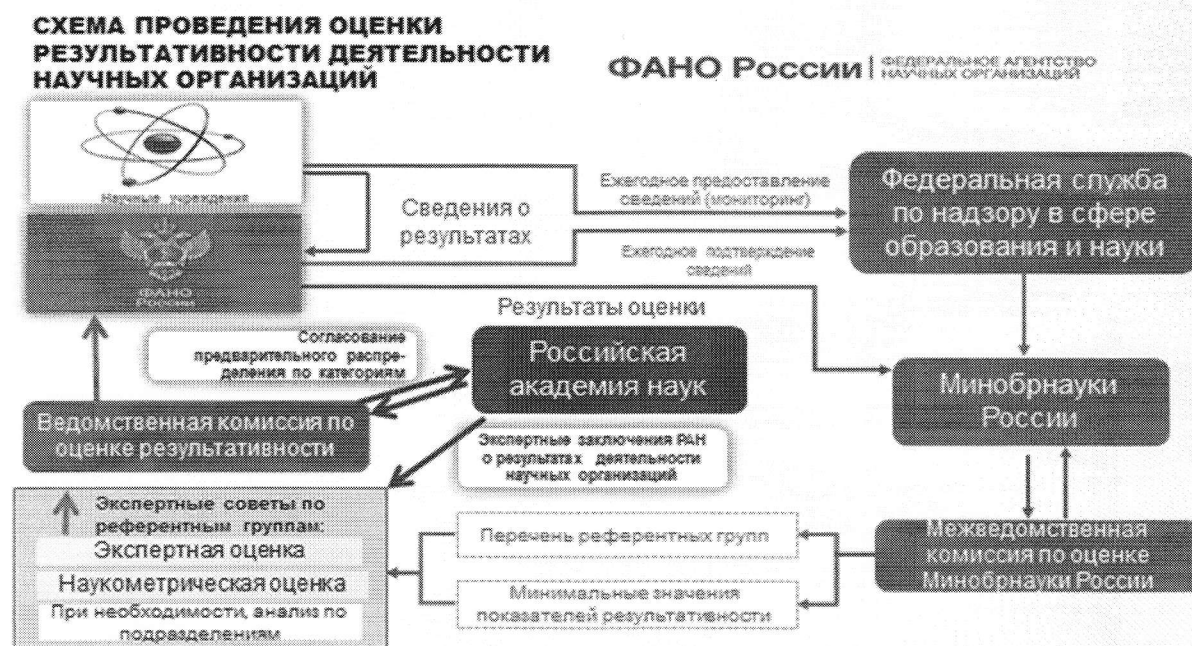 СХЕМА ПРОВЕДЕНИЯ ОЦЕНКИ
РЕЗУЛЬТАТИВНОСТИ ДЕЯТЕЛЬНОСТИ
НАУЧНЫХ ОРГАНИЗАЦИЙ
ФАНО России
ФЕДЕРАЛЬНОЕ АГЕНТСТВО
НАУЧНЫХ ОРГАНИЗАЦИЙ
Научные учреждения
ФАНО
России
Сведения о
результатах
Ежегодное предоставление
сведений (мониторинг)
Ежегодное подтверждение
сведений
Федеральная служба
по надзору в сфере
образования и науки
Результаты оценки
Согласование
предварительного распре-
деления по категориям
Российская
академия наук
Минобрнауки
России
Ведомственная комиссия по
оценке результативности
Экспертные заключения РАН
о результатах деятельности
научных организаций
Экспертные советы по
референтным группам:
Экспертная оценка
Наукометрическая оценка
При необходимости, анализ по
подразделениям
Перечень референтных групп
Минимальные значения
показателей результативности
Межведомственная
комиссия по оценке
Минобрнауки России